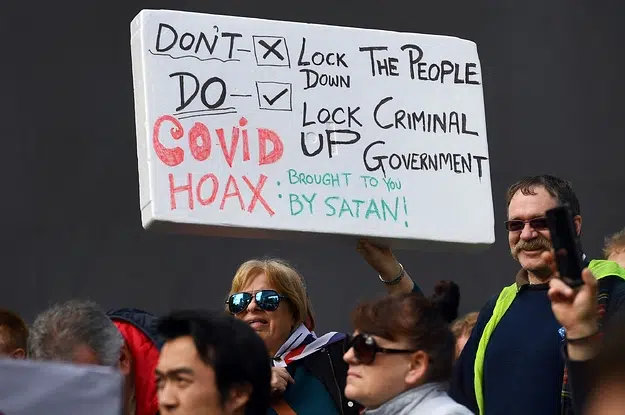 DON'T- ☒ LOCK DOWN THE PEOPLE
DO- ☑ LOCK UP CRIMINAL GOVERNMENT
COViD HOAX: BROUGHT TO YOU
BY SATAN!